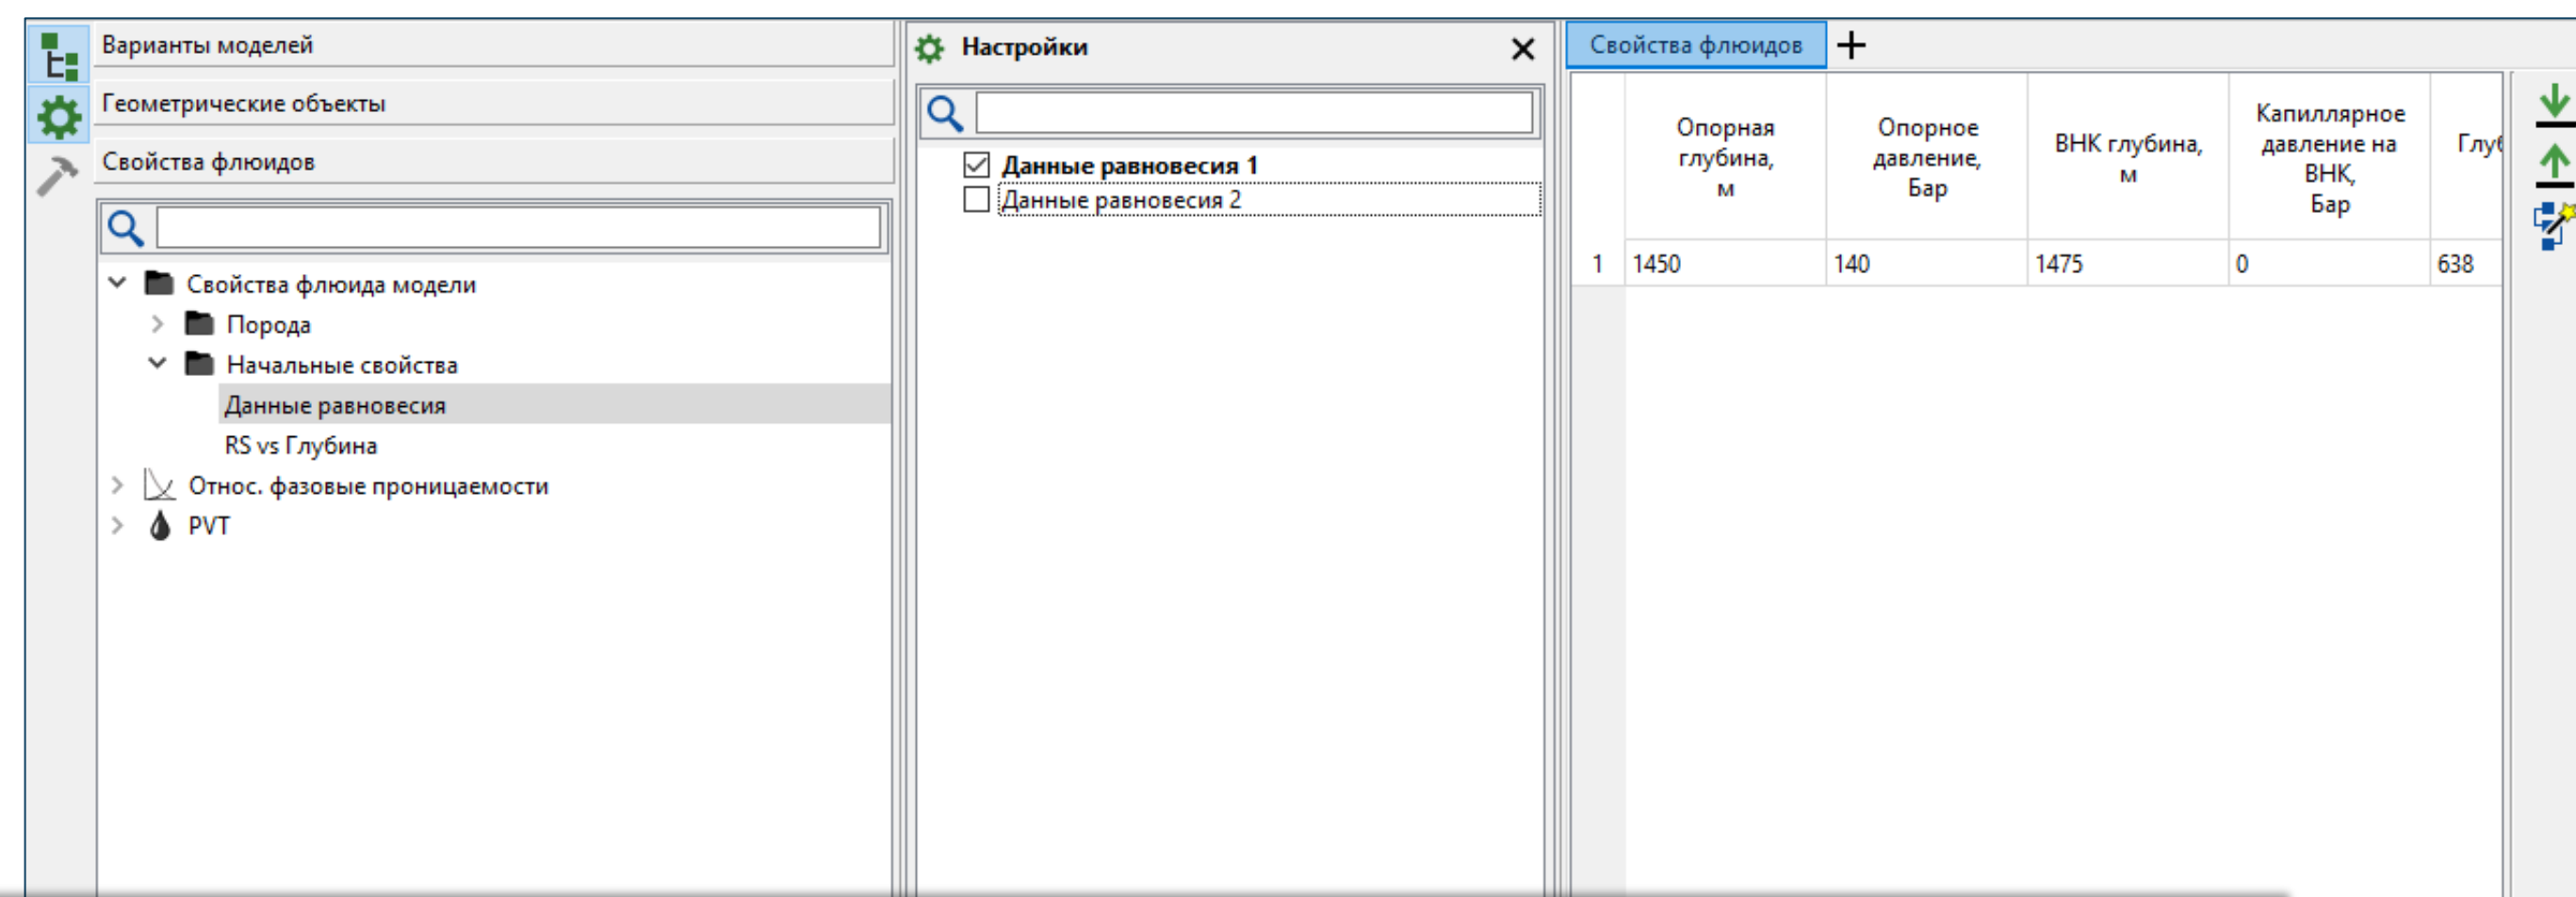 Варианты моделей
Геометрические объекты
Свойства флюидов
Свойства флюида модели
Порода
Начальные свойства
Данные равновесия
RS vs Глубина
Относ. фазовые проницаемости
PVT
Настройки
Данные равновесия 1
Данные равновесия 2
Свойства флюидов
Опорная
глубина,
м
Опорное
давление,
Бар
ВНК глубина,
м
Капиллярное
давление на
ВНК,
Бар
1 1450 140 1475 0 638